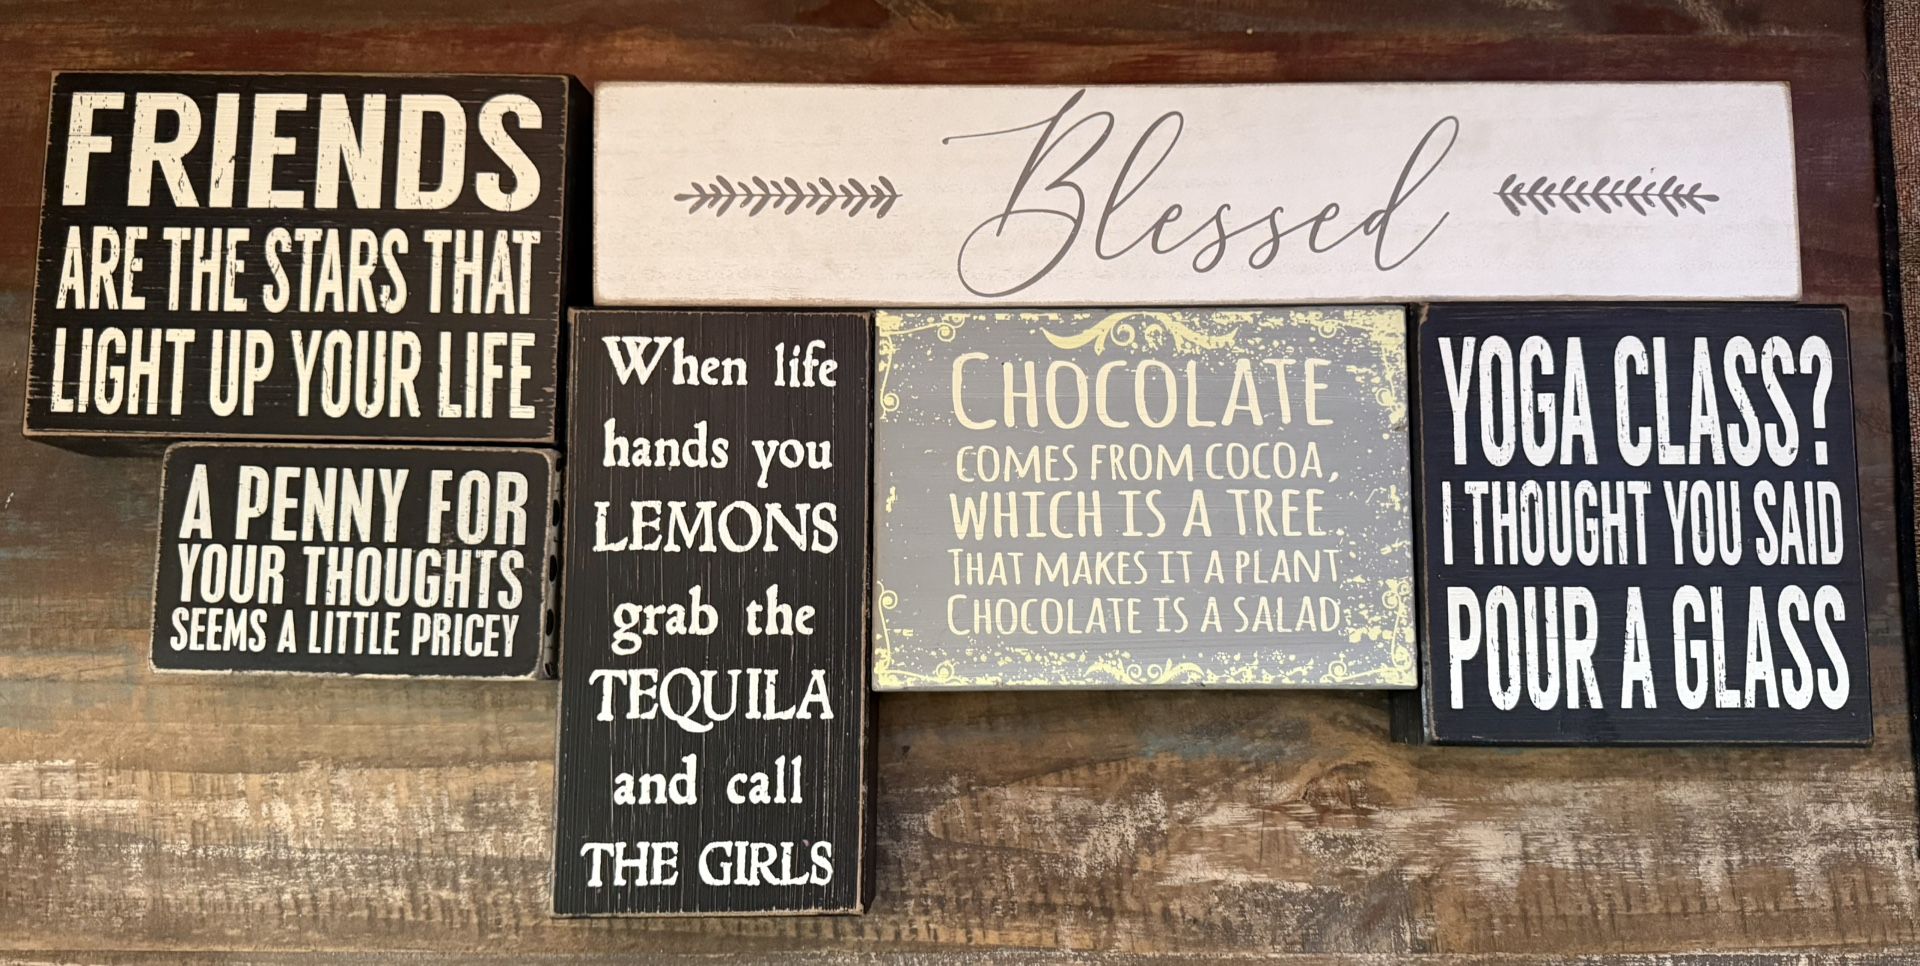 FRIENDS
ARE THE STARS THAT
LIGHT UP YOUR LIFE
A PENNY FOR
YOUR THOUGHTS
SEEMS A LITTLE PRICEY
Blessed
When life
hands you
LEMONS
grab the
TEQUILA
and call
THE GIRLS
CHOCOLATE
COMES FROM COCOA,
WHICH IS A TREE.
THAT MAKES IT A PLANT.
CHOCOLATE IS A SALAD.
YOGA CLASS?
I THOUGHT YOU SAID
POUR A GLASS